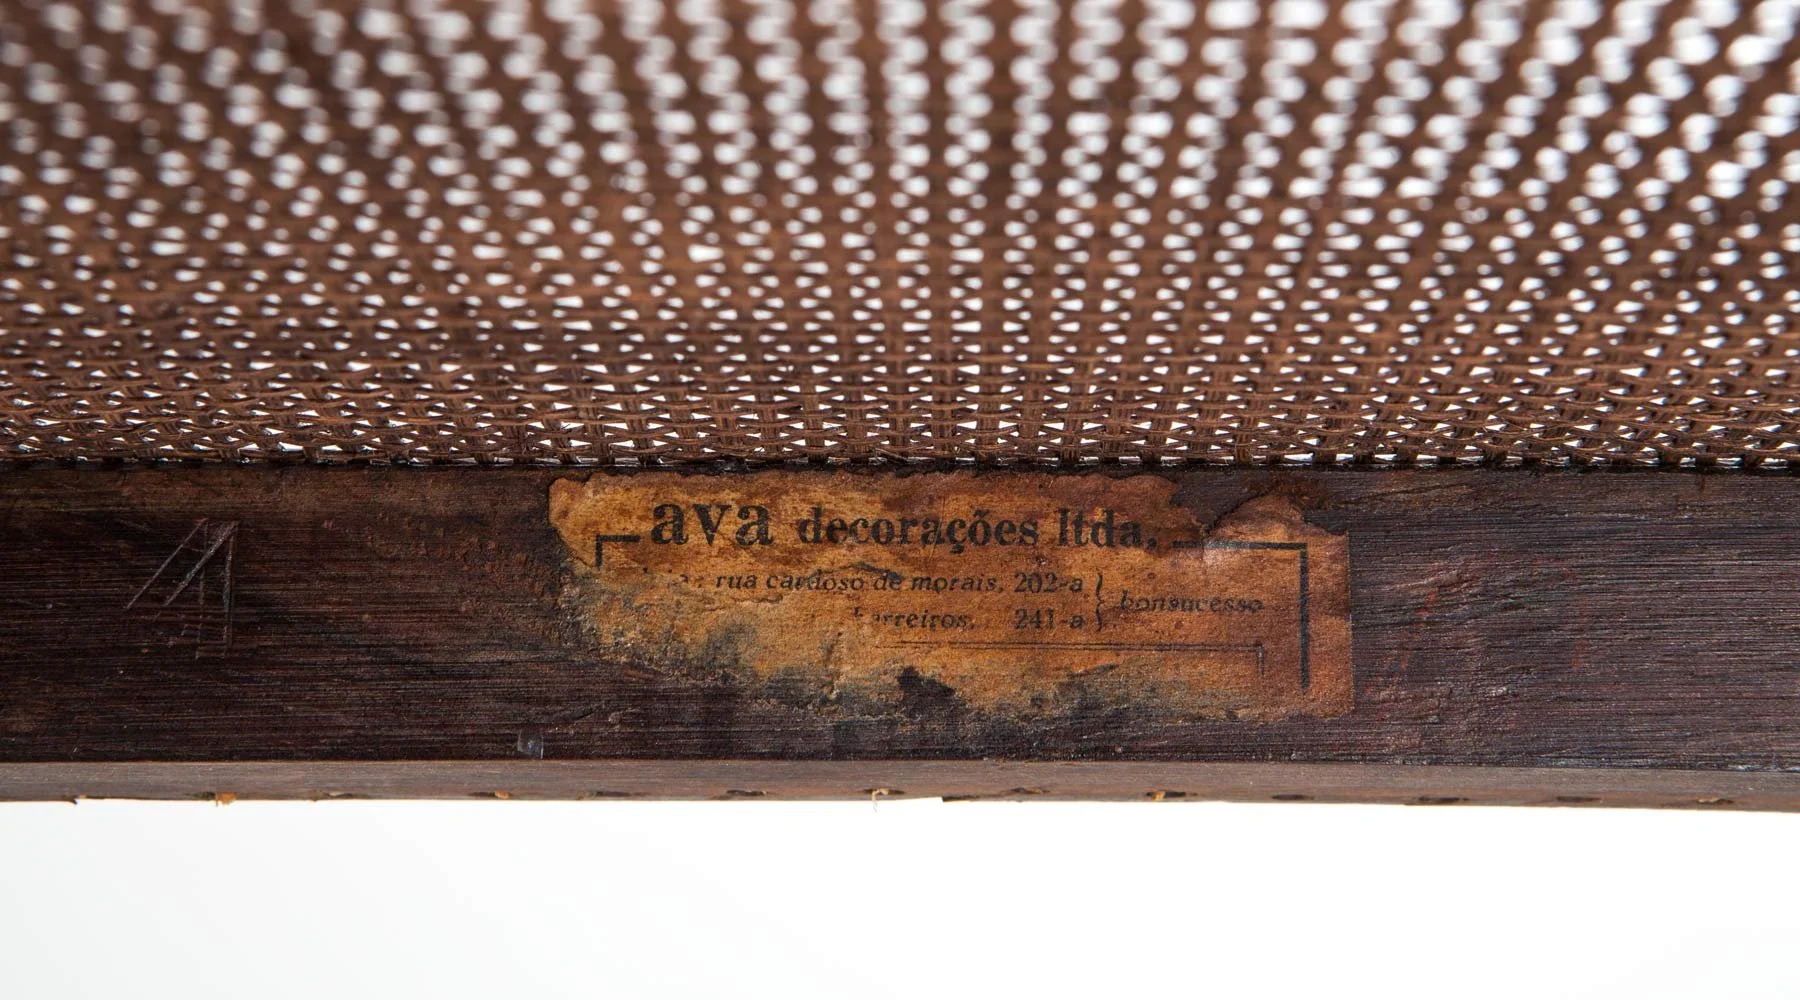 ava decorações ltda.
rua cardoso de morais, 202-a
bonsucesso
241-a